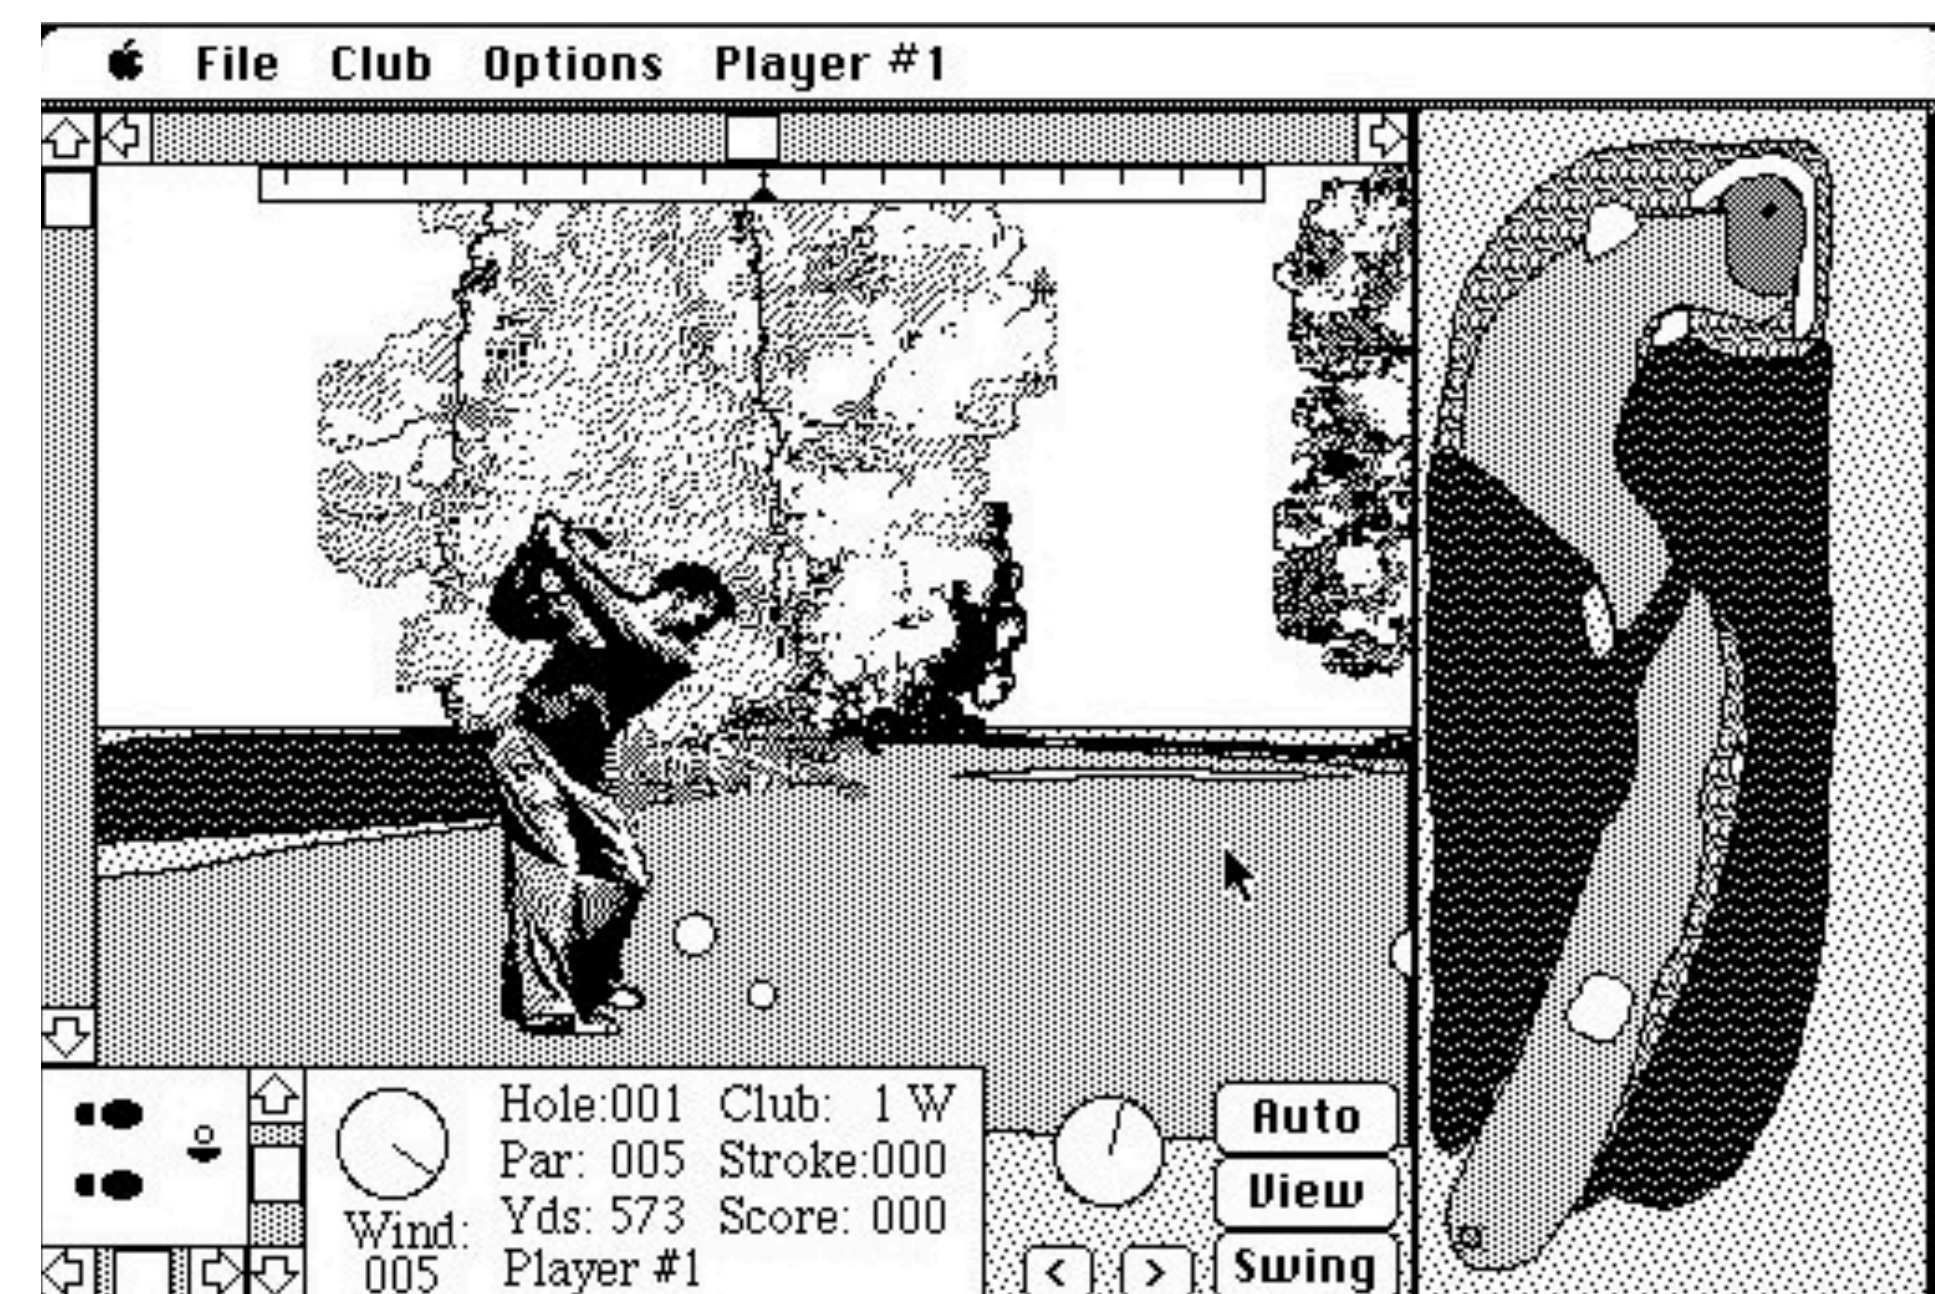 File Club Options Player #1
Hole:001 Club: 1 W
Par: 005 Stroke:000
Yds: 573 Score: 000
Player #1
Wind:
005
Auto
View
Swing
< >